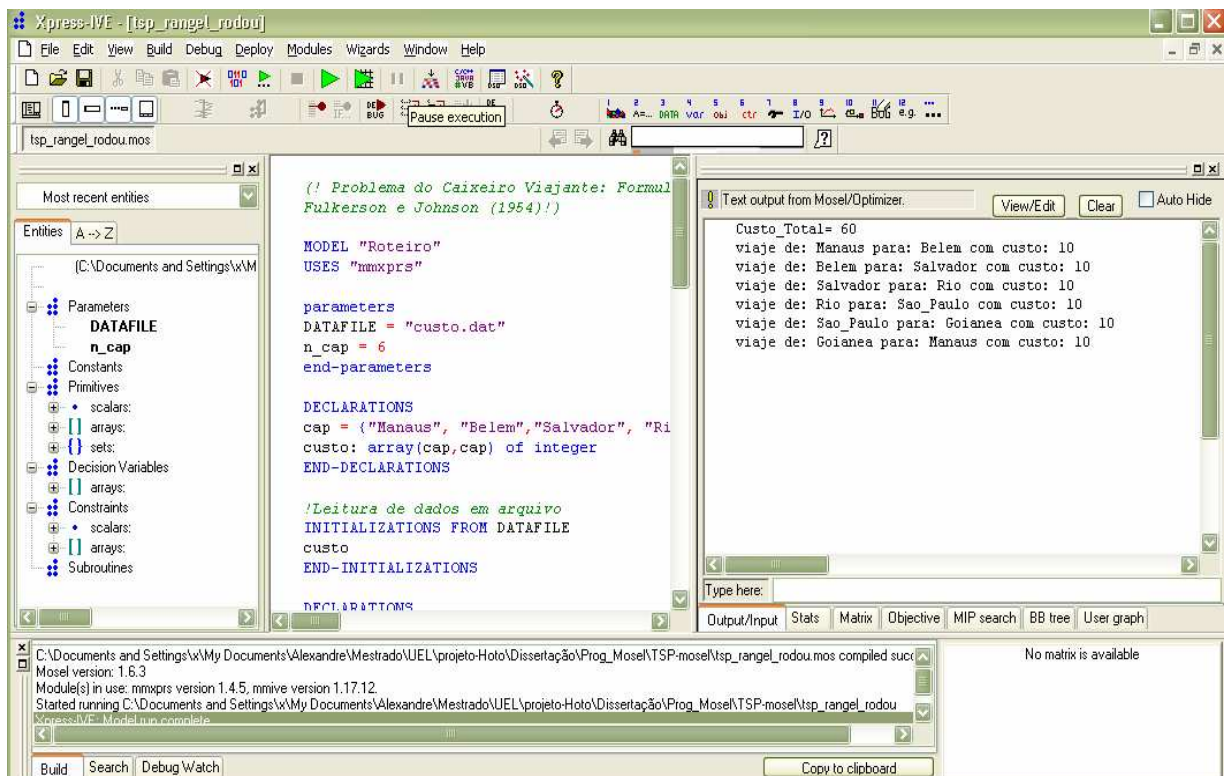 Xpress-IVE - [tsp_rangel_rodou]
File Edit View Build Debug Deploy Modules Wizards Window Help
Pause execution
tsp_rangel_rodou.mos
Most recent entities
Entities A -> Z
(C:\Documents and Settings\x\M
Parameters
DATAFILE
n_cap
Constants
Primitives
scalars:
arrays:
sets:
Decision Variables
arrays:
Constraints
scalars:
arrays:
Subroutines
(! Problema do Caixeiro Viajante: Formul
Fulkerson e Johnson (1954)!)
MODEL "Roteiro"
USES "mmxprs"
parameters
DATAFILE = "custo.dat"
n_cap = 6
end-parameters
DECLARATIONS
cap = {"Manaus", "Belem","Salvador", "Ri
custo: array(cap,cap) of integer
END-DECLARATIONS
!Leitura de dados em arquivo
INITIALIZATIONS FROM DATAFILE
custo
END-INITIALIZATIONS
DECLARATIONS
Text output from Mosel/Optimizer. View/Edit Clear Auto Hide
Custo_Total= 60
viaje de: Manaus para: Belem com custo: 10
viaje de: Belem para: Salvador com custo: 10
viaje de: Salvador para: Rio com custo: 10
viaje de: Rio para: Sao_Paulo com custo: 10
viaje de: Sao_Paulo para: Goianea com custo: 10
viaje de: Goianea para: Manaus com custo: 10
Type here:
Output/Input Stats Matrix Objective MIP search BB tree User graph
C:\Documents and Settings\x\My Documents\Alexandre\Mestrado\UEL\projeto-Hoto\Dissertação\Prog_Mosel\TSP-mosel\tsp_rangel_rodou.mos compiled succ
Mosel version: 1.6.3
Module(s) in use: mmxprs version 1.4.5, mmive version 1.17.12.
Started running C:\Documents and Settings\x\My Documents\Alexandre\Mestrado\UEL\projeto-Hoto\Dissertação\Prog_Mosel\TSP-mosel\tsp_rangel_rodou
Xpress-IVE: Model run complete
No matrix is available
Build Search Debug Watch
Copy to clipboard